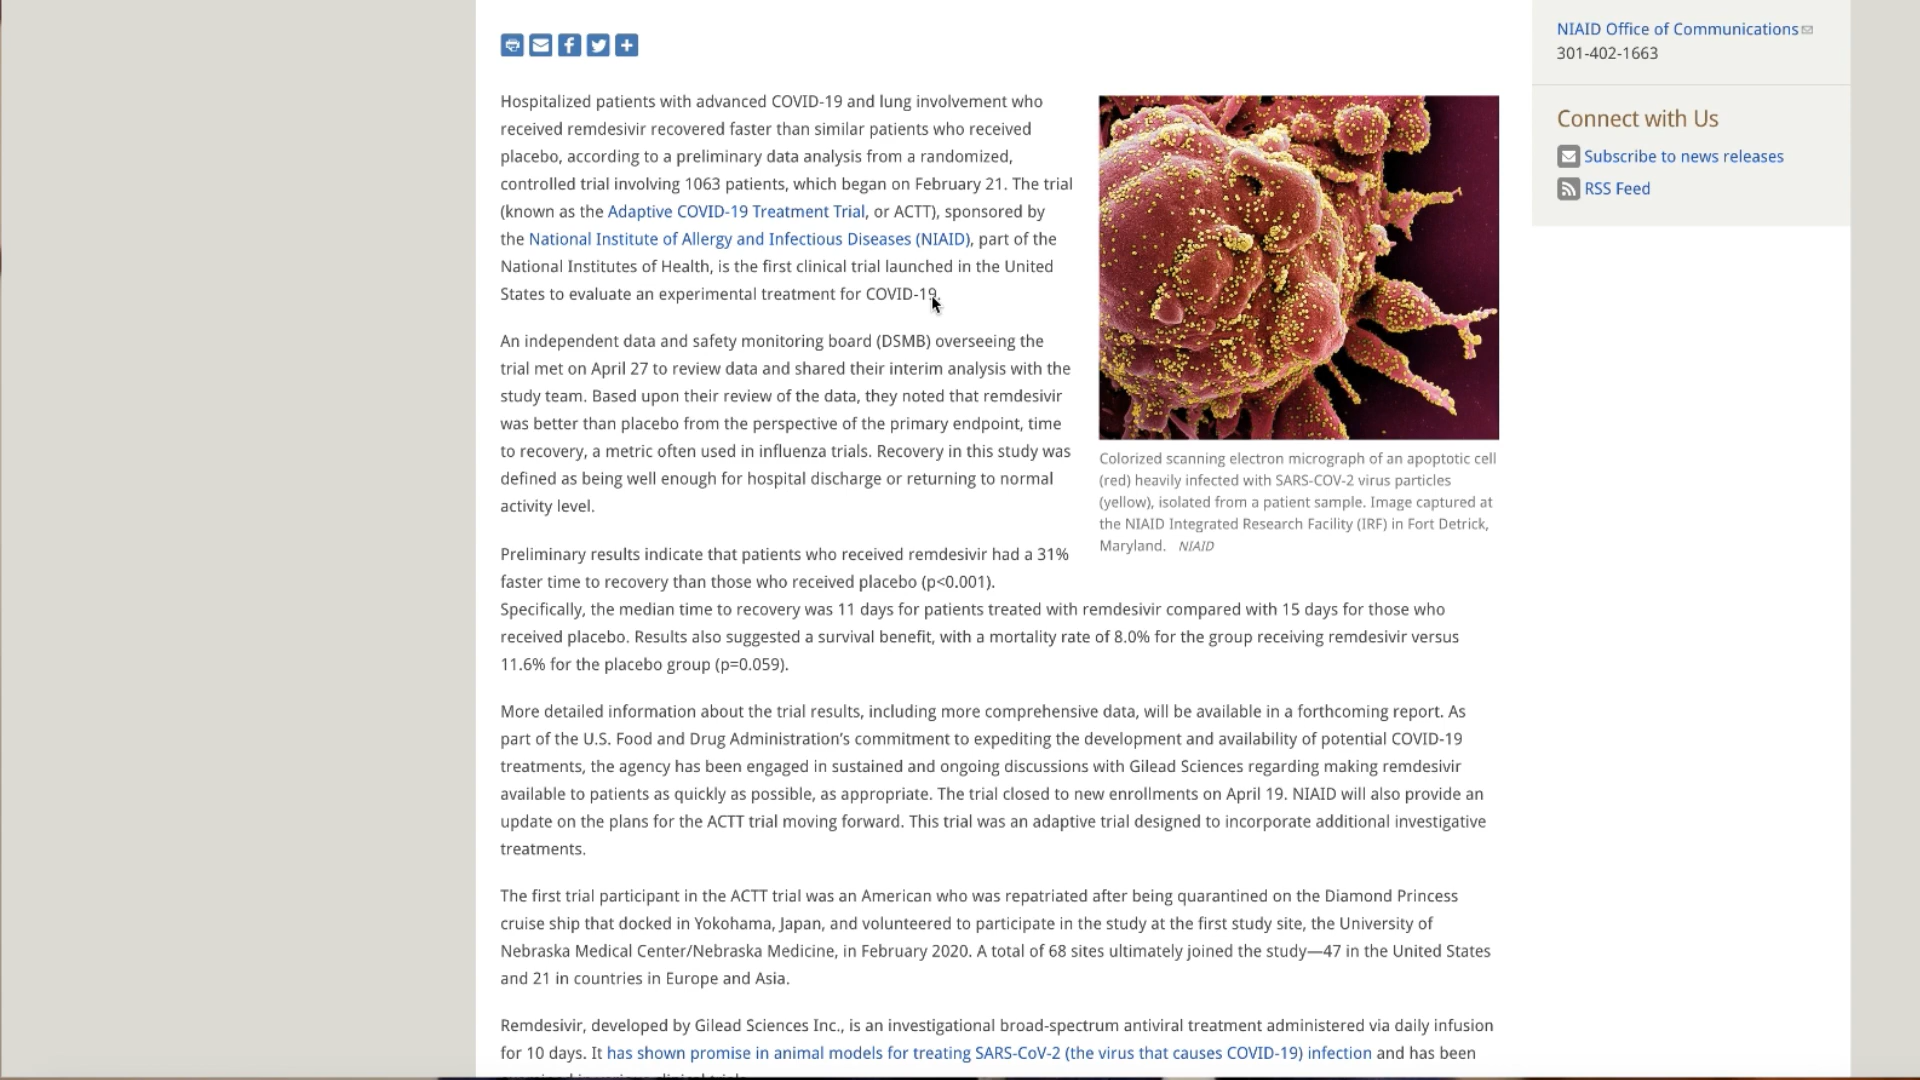 NIAID Office of Communications
301-402-1663
Connect with Us
Subscribe to news releases
RSS Feed
Hospitalized patients with advanced COVID-19 and lung involvement who
received remdesivir recovered faster than similar patients who received
placebo, according to a preliminary data analysis from a randomized,
controlled trial involving 1063 patients, which began on February 21. The trial
(known as the Adaptive COVID-19 Treatment Trial, or ACTT), sponsored by
the National Institute of Allergy and Infectious Diseases (NIAID), part of the
National Institutes of Health, is the first clinical trial launched in the United
States to evaluate an experimental treatment for COVID-19.
An independent data and safety monitoring board (DSMB) overseeing the
trial met on April 27 to review data and shared their interim analysis with the
study team. Based upon their review of the data, they noted that remdesivir
was better than placebo from the perspective of the primary endpoint, time
to recovery, a metric often used in influenza trials. Recovery in this study was
defined as being well enough for hospital discharge or returning to normal
activity level.
Colorized scanning electron micrograph of an apoptotic cell
(red) heavily infected with SARS-COV-2 virus particles
(yellow), isolated from a patient sample. Image captured at
the NIAID Integrated Research Facility (IRF) in Fort Detrick,
Maryland. NIAID
Preliminary results indicate that patients who received remdesivir had a 31%
faster time to recovery than those who received placebo (p<0.001).
Specifically, the median time to recovery was 11 days for patients treated with remdesivir compared with 15 days for those who
received placebo. Results also suggested a survival benefit, with a mortality rate of 8.0% for the group receiving remdesivir versus
11.6% for the placebo group (p=0.059).
More detailed information about the trial results, including more comprehensive data, will be available in a forthcoming report. As
part of the U.S. Food and Drug Administration's commitment to expediting the development and availability of potential COVID-19
treatments, the agency has been engaged in sustained and ongoing discussions with Gilead Sciences regarding making remdesivir
available to patients as quickly as possible, as appropriate. The trial closed to new enrollments on April 19. NIAID will also provide an
update on the plans for the ACTT trial moving forward. This trial was an adaptive trial designed to incorporate additional investigative
treatments.
The first trial participant in the ACTT trial was an American who was repatriated after being quarantined on the Diamond Princess
cruise ship that docked in Yokohama, Japan, and volunteered to participate in the study at the first study site, the University of
Nebraska Medical Center/Nebraska Medicine, in February 2020. A total of 68 sites ultimately joined the study—47 in the United States
and 21 in countries in Europe and Asia.
Remdesivir, developed by Gilead Sciences Inc., is an investigational broad-spectrum antiviral treatment administered via daily infusion
for 10 days. It has shown promise in animal models for treating SARS-CoV-2 (the virus that causes COVID-19) infection and has been